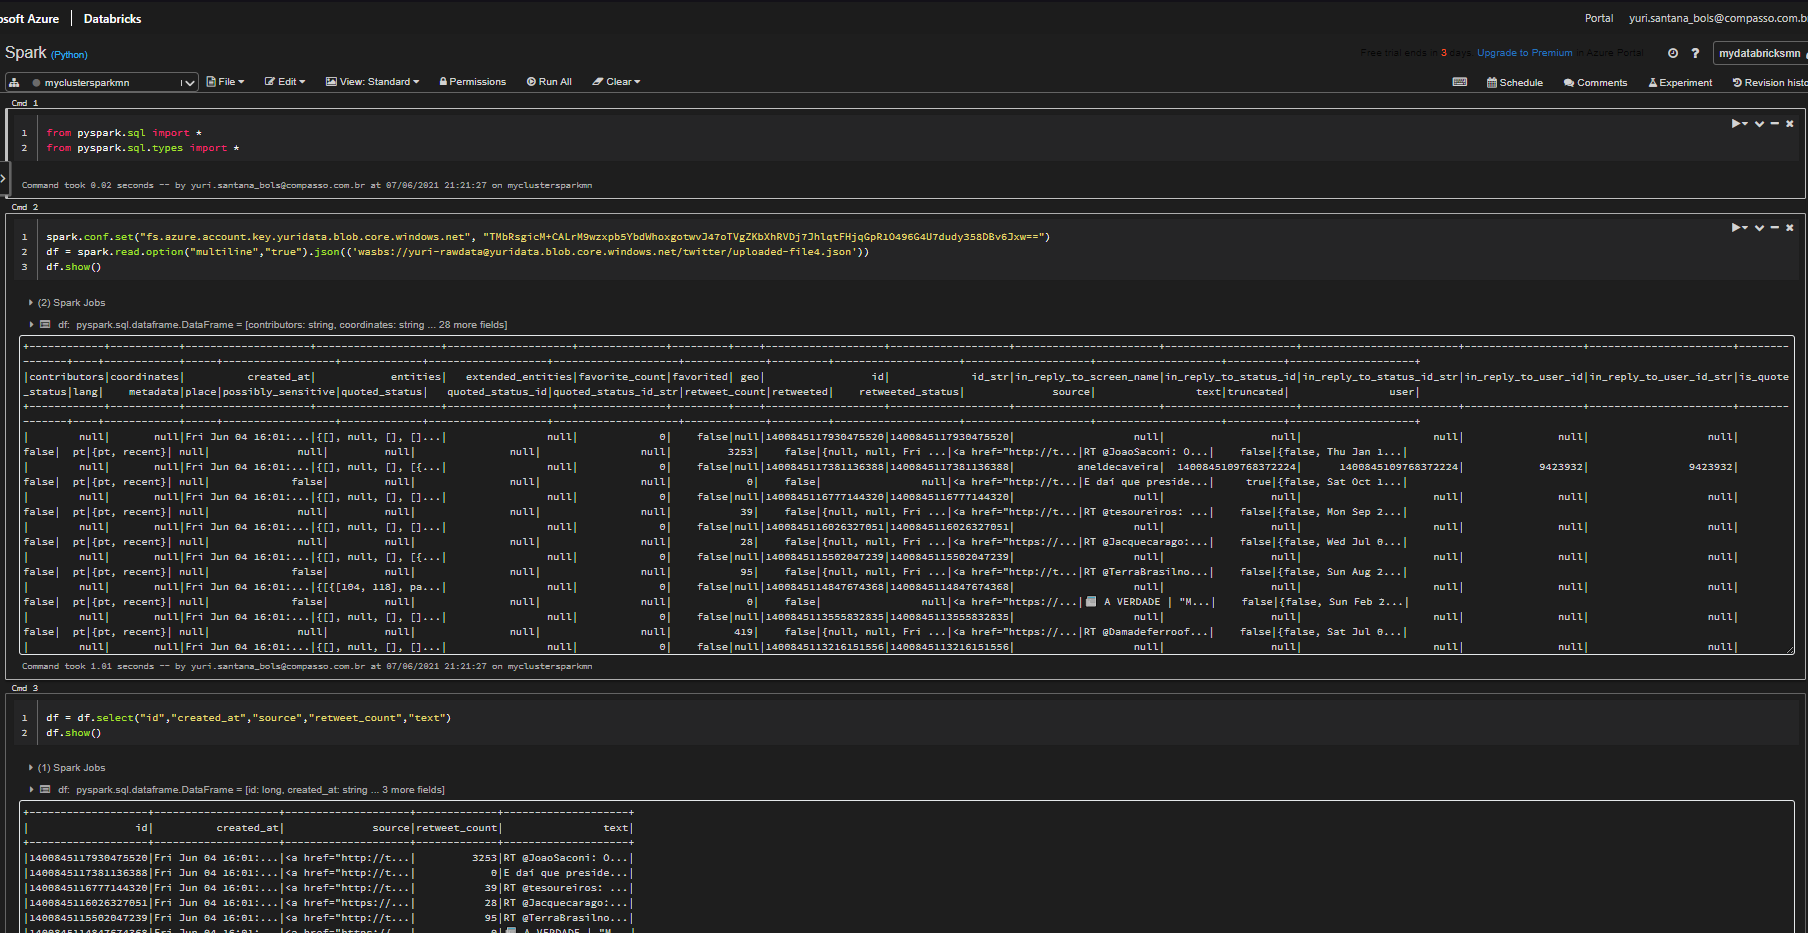 osoft Azure | Databricks Portal yuri.santana_bols@compasso.com.b
Spark (Python) Free trial ends in 3 days. Upgrade to Premium in Azure Portal ? mydatabricksmn
myclustersparkmn File Edit View: Standard Permissions Run All Clear Schedule Comments Experiment Revision histo
Cmd 1
1 from pyspark.sql import *
2 from pyspark.sql.types import *
Command took 0.02 seconds -- by yuri.santana_bols@compasso.com.br at 07/06/2021 21:21:27 on myclustersparkmn
Cmd 2
1 spark.conf.set("fs.azure.account.key.yuridata.blob.core.windows.net", "")
2 df = spark.read.option("multiline","true").json(('wasbs://yuri-rawdata@yuridata.blob.core.windows.net/twitter/uploaded-file4.json'))
3 df.show()
(2) Spark Jobs
df: pyspark.sql.dataframe.DataFrame = [contributors: string, coordinates: string ... 28 more fields]
|contributors|coordinates| created_at| entities| extended_entities|favorite_count|favorited| geo| id| id_str|in_reply_to_screen_name|in_reply_to_status_id|in_reply_to_status_id_str|in_reply_to_user_id|in_reply_to_user_id_str|is_quote
_status|lang| metadata|place|possibly_sensitive|quoted_status| quoted_status_id|quoted_status_id_str|retweet_count|retweeted| retweeted_status| source| text|truncated| user|
| null| null|Fri Jun 04 16:01:...|{[], null, [], []...| null| 0| false|null|1400845117930475520|1400845117930475520| null| null| null| null| null|
false| pt|{pt, recent}| null| null| null| null| null| 3253| false|{null, null, Fri ...|<a href="http://t...|RT @JoaoSaconi: O...| false|{false, Thu Jan 1...|
| null| null|Fri Jun 04 16:01:...|{[], null, [], [{...| null| 0| false|null|1400845117381136388|1400845117381136388| aneldecaveira| 1400845109768372224| 1400845109768372224| 9423932| 9423932|
false| pt|{pt, recent}| null| false| null| null| null| 0| false| null|<a href="http://t...|E daí que preside...| true|{false, Sat Oct 1...|
| null| null|Fri Jun 04 16:01:...|{[], null, [], []...| null| 0| false|null|1400845116777144320|1400845116777144320| null| null| null| null| null|
false| pt|{pt, recent}| null| null| null| null| null| 39| false|{null, null, Fri ...|<a href="http://t...|RT @tesoureiros: ...| false|{false, Mon Sep 2...|
| null| null|Fri Jun 04 16:01:...|{[], null, [], []...| null| 0| false|null|1400845116026327051|1400845116026327051| null| null| null| null| null|
false| pt|{pt, recent}| null| null| null| null| null| 28| false|{null, null, Fri ...|<a href="https://...|RT @Jacquecarago:...| false|{false, Wed Jul 0...|
| null| null|Fri Jun 04 16:01:...|{[], null, [], [{...| null| 0| false|null|1400845115502047239|1400845115502047239| null| null| null| null| null|
false| pt|{pt, recent}| null| false| null| null| null| 95| false|{null, null, Fri ...|<a href="http://t...|RT @TerraBrasilno...| false|{false, Sun Aug 2...|
| null| null|Fri Jun 04 16:01:...|{[{[104, 118], pa...| null| 0| false|null|1400845114847674368|1400845114847674368| null| null| null| null| null|
false| pt|{pt, recent}| null| false| null| null| null| 0| false| null|<a href="https://...| A VERDADE | "M...| false|{false, Sun Feb 2...|
| null| null|Fri Jun 04 16:01:...|{[], null, [], []...| null| 0| false|null|1400845113555832835|1400845113555832835| null| null| null| null| null|
false| pt|{pt, recent}| null| null| null| null| null| 419| false|{null, null, Fri ...|<a href="https://...|RT @Damadeferroof...| false|{false, Sat Jul 0...|
| null| null|Fri Jun 04 16:01:...|{[], null, [], []...| null| 0| false|null|1400845113216151556|1400845113216151556| null| null| null| null| null|
Command took 1.01 seconds -- by yuri.santana_bols@compasso.com.br at 07/06/2021 21:21:27 on myclustersparkmn
Cmd 3
1 df = df.select("id","created_at","source","retweet_count","text")
2 df.show()
(1) Spark Jobs
df: pyspark.sql.dataframe.DataFrame = [id: long, created_at: string ... 3 more fields]
| id| created_at| source|retweet_count| text|
|1400845117930475520|Fri Jun 04 16:01:...|<a href="http://t...| 3253|RT @JoaoSaconi: O...|
|1400845117381136388|Fri Jun 04 16:01:...|<a href="http://t...| 0|E daí que preside...|
|1400845116777144320|Fri Jun 04 16:01:...|<a href="http://t...| 39|RT @tesoureiros: ...|
|1400845116026327051|Fri Jun 04 16:01:...|<a href="https://...| 28|RT @Jacquecarago:...|
|1400845115502047239|Fri Jun 04 16:01:...|<a href="http://t...| 95|RT @TerraBrasilno...|
|1400845114847674368|Fri Jun 04 16:01:...|<a href="https://...| 0| A VERDADE | "M...|